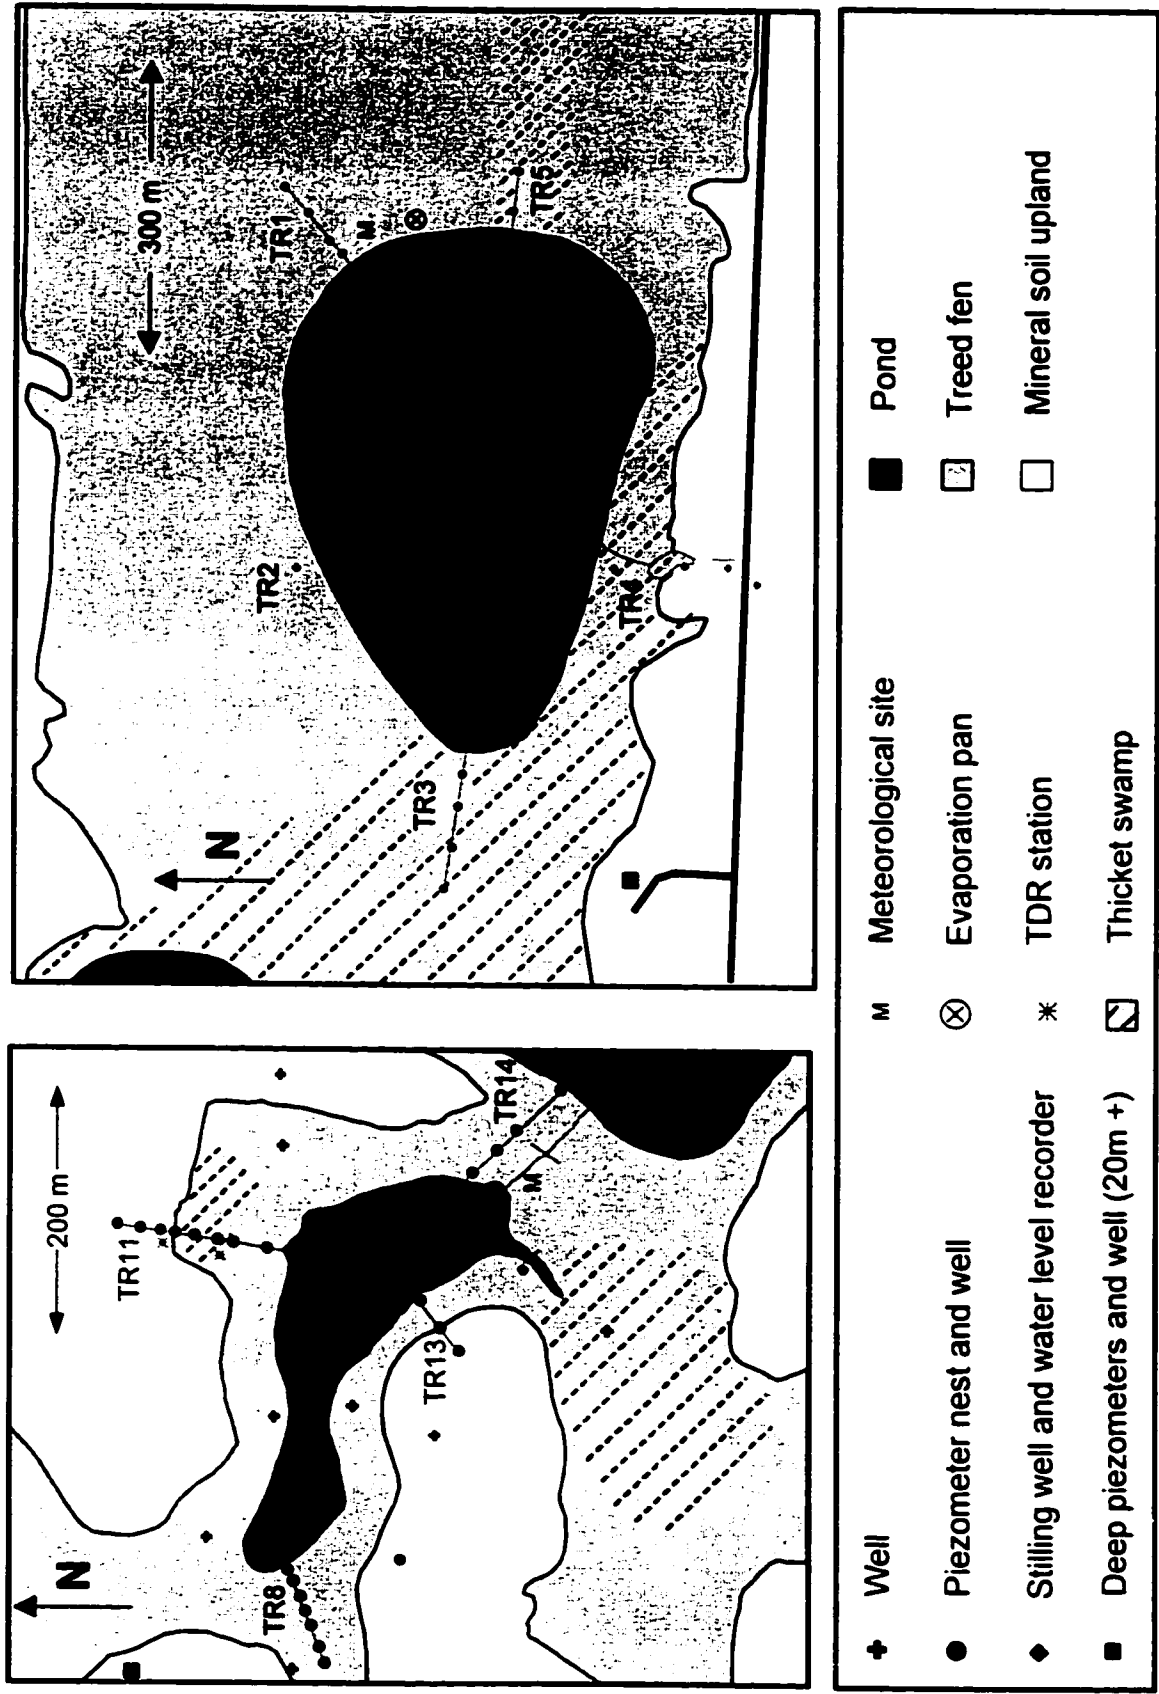 N
200 m
TR11
TR8
TR13
TR14
M
N
300 m
TR1
M.
TR2
TR3
TR4
TR5
Well
Piezometer nest and well
Stilling well and water level recorder
Deep piezometers and well (20m +)
M Meteorological site
Evaporation pan
TDR station
Thicket swamp
Pond
Treed fen
Mineral soil upland